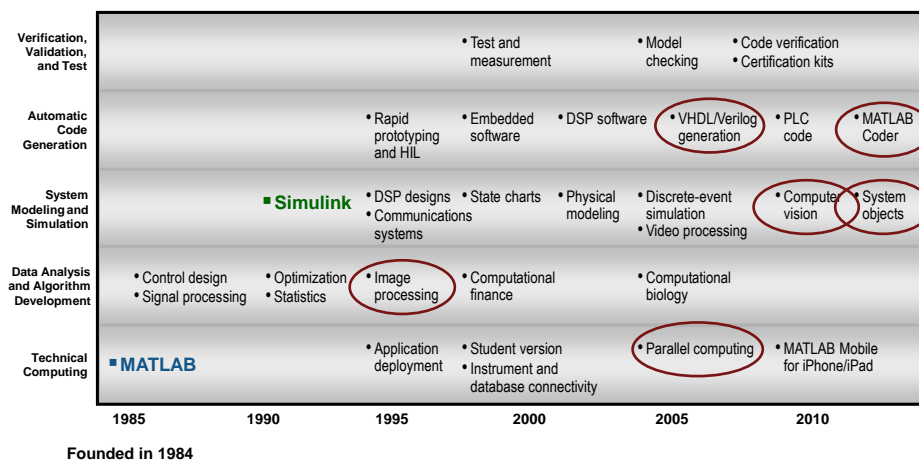 Verification,
Validation,
and Test
• Test and
measurement
• Model
checking
• Code verification
• Certification kits
Automatic
Code
Generation
• Rapid
prototyping
and HIL
• Embedded
software
• DSP software
• VHDL/Verilog
generation
• PLC
code
• MATLAB
Coder
System
Modeling and
Simulation
▪ Simulink
• DSP designs
• Communications
systems
• State charts
• Physical
modeling
• Discrete-event
simulation
• Video processing
• Computer
vision
• System
objects
Data Analysis
and Algorithm
Development
• Control design
• Signal processing
• Optimization
• Statistics
• Image
processing
• Computational
finance
• Computational
biology
Technical
Computing
▪ MATLAB
• Application
deployment
• Student version
• Instrument and
database connectivity
• Parallel computing
• MATLAB Mobile
for iPhone/iPad
1985 1990 1995 2000 2005 2010
Founded in 1984